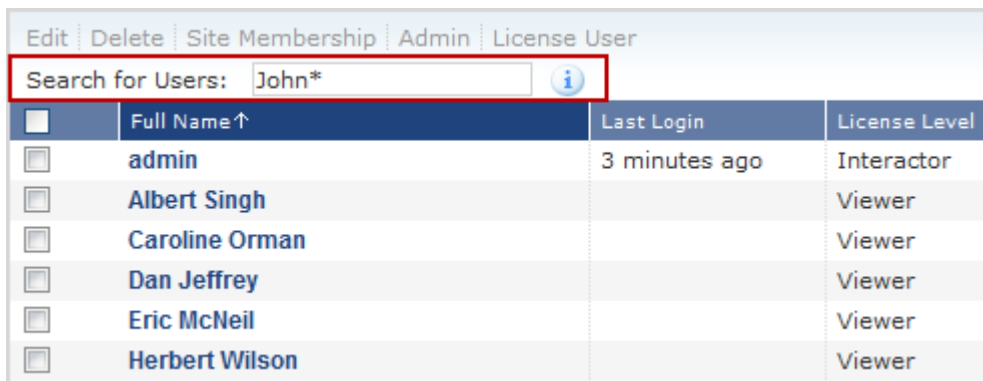 Edit Delete Site Membership Admin License User
Search for Users: John* i
Full Name↑ Last Login License Level
admin 3 minutes ago Interactor
Albert Singh Viewer
Caroline Orman Viewer
Dan Jeffrey Viewer
Eric McNeil Viewer
Herbert Wilson Viewer